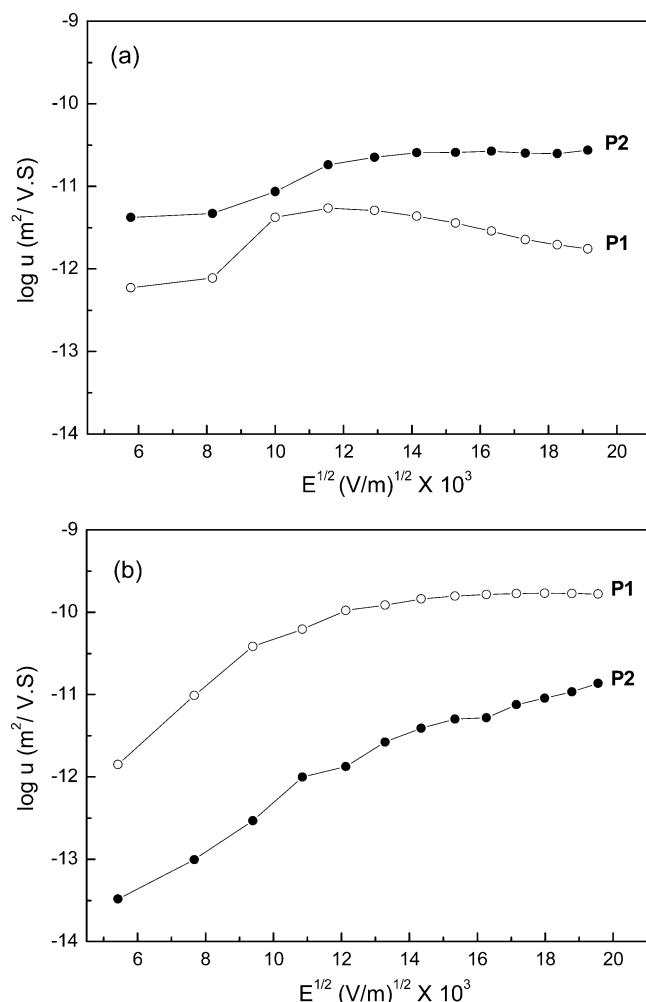 (a)
-9
-10
-11
-12
-13
-14
log u (m²/ V.S)
P2
P1
6 8 10 12 14 16 18 20
E^1/2 (V/m)^1/2 X 10³
(b)
-9
-10
-11
-12
-13
-14
log u (m²/ V.S)
P1
P2
6 8 10 12 14 16 18 20
E^1/2 (V/m)^1/2 X 10³